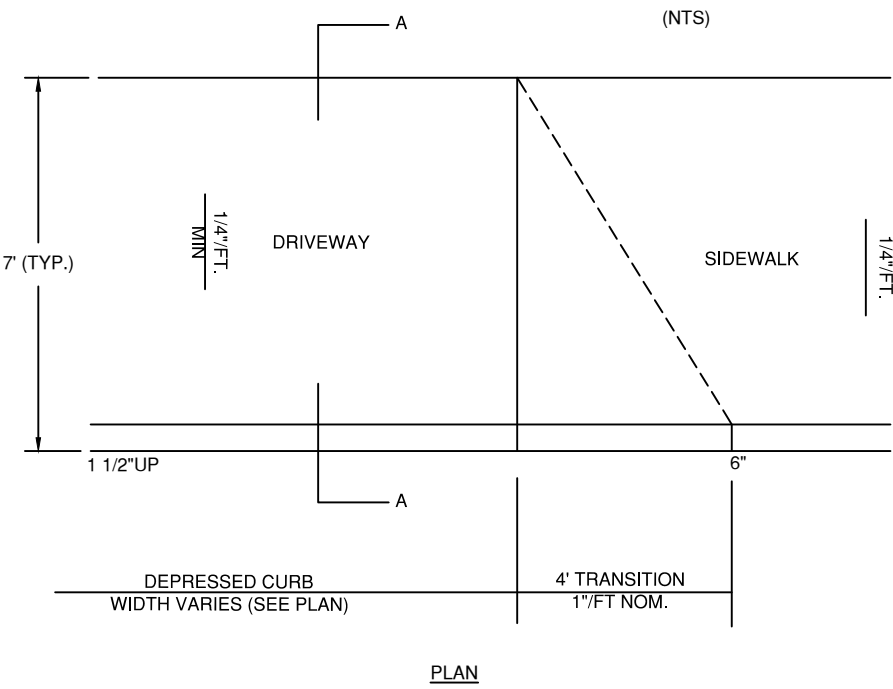 A
(NTS)
7' (TYP.)
1/4"/FT.
MIN
DRIVEWAY
SIDEWALK
1/4"/FT.
1 1/2"UP
6"
A
DEPRESSED CURB
WIDTH VARIES (SEE PLAN)
4' TRANSITION
1"/FT NOM.
PLAN